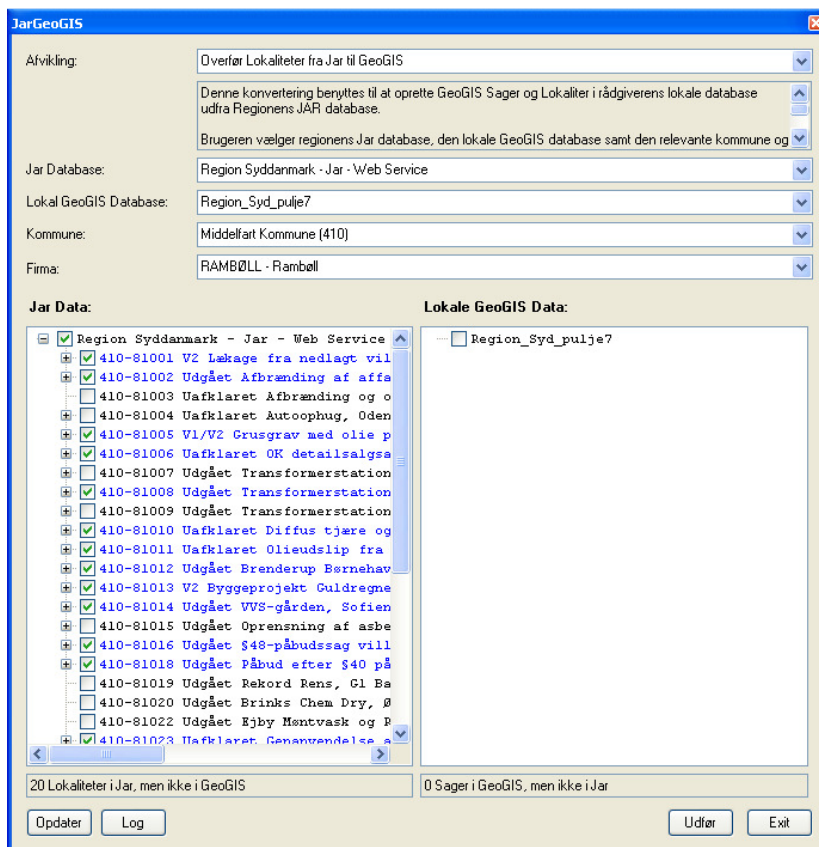 JarGeoGIS
Afvikling:
Overfør Lokaliteter fra Jar til GeoGIS
Denne konvertering benyttes til at oprette GeoGIS Sager og Lokaliter i rådgiverens lokale database
udfra Regionens JAR database.
Brugeren vælger regionens Jar database, den lokale GeoGIS database samt den relevante kommune og
Jar Database:
Region Syddanmark - Jar - Web Service
Lokal GeoGIS Database:
Region_Syd_pulje7
Kommune:
Middelfart Kommune (410)
Firma:
RAMBØLL - Rambøll
Jar Data:
Region Syddanmark - Jar - Web Service
410-81001 V2 Lækage fra nedlagt vil
410-81002 Udgået Afbrænding af affa
410-81003 Uafklaret Afbrænding og o
410-81004 Uafklaret Autoophug, Oden
410-81005 V1/V2 Grusgrav med olie p
410-81006 Uafklaret OK detailsalgsa
410-81007 Udgået Transformerstation
410-81008 Udgået Transformerstation
410-81009 Udgået Transformerstation
410-81010 Uafklaret Diffus tjære og
410-81011 Uafklaret Olieudslip fra
410-81012 Udgået Brenderup Børnehav
410-81013 V2 Byggeprojekt Guldregne
410-81014 Udgået VVS-gården, Sofien
410-81015 Udgået Oprensning af asbe
410-81016 Udgået §48-påbudssag vill
410-81018 Udgået Påbud efter §40 på
410-81019 Udgået Rekord Rens, Gl Ba
410-81020 Udgået Brinks Chem Dry, Ø
410-81022 Udgået Ejby Møntvask og R
410-81023 Uafklaret Genanvendelse a
20 Lokaliteter i Jar, men ikke i GeoGIS
Lokale GeoGIS Data:
Region_Syd_pulje7
0 Sager i GeoGIS, men ikke i Jar
Opdater
Log
Udfør
Exit